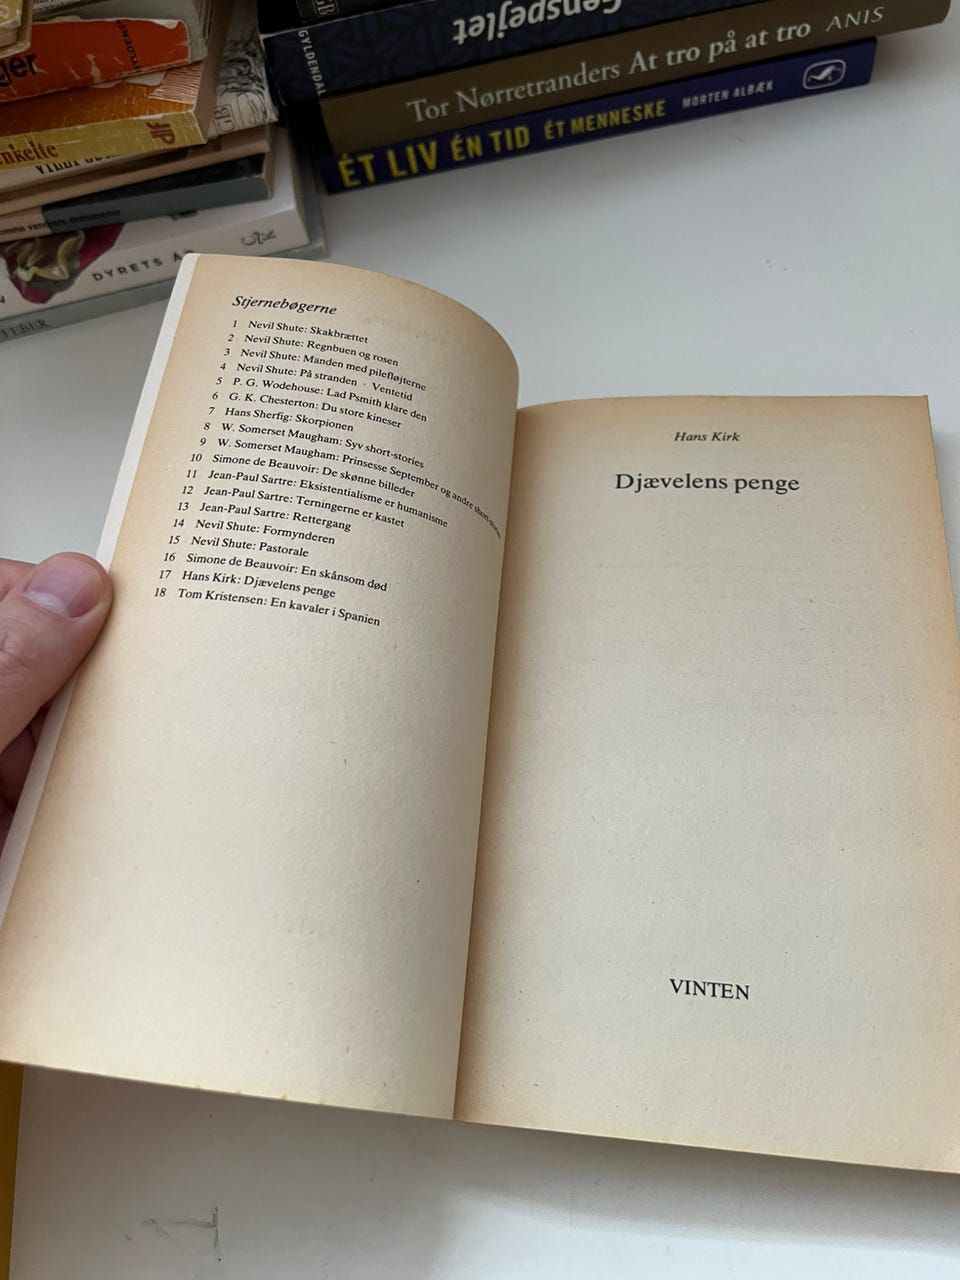 GYLDENDAL
Genspejlet
Tor Nørretranders At tro på at tro ANIS
ÉT LIV ÉN TID ÉT MENNESKE MORTEN ALBÆK
DYRETS
Stjernebøgerne
1 Nevil Shute: Skakbrættet
2 Nevil Shute: Regnbuen og rosen
3 Nevil Shute: Manden med pilefløjterne
4 Nevil Shute: På stranden · Ventetid
5 P. G. Wodehouse: Lad Psmith klare den
6 G. K. Chesterton: Du store kineser
7 Hans Sherfig: Skorpionen
8 W. Somerset Maugham: Syv short-stories
9 W. Somerset Maugham: Prinsesse September og andre short-stories
10 Simone de Beauvoir: De skønne billeder
11 Jean-Paul Sartre: Eksistentialisme er humanisme
12 Jean-Paul Sartre: Terningerne er kastet
13 Jean-Paul Sartre: Rettergang
14 Nevil Shute: Formynderen
15 Nevil Shute: Pastorale
16 Simone de Beauvoir: En skånsom død
17 Hans Kirk: Djævelens penge
18 Tom Kristensen: En kavaler i Spanien
Hans Kirk
Djævelens penge
VINTEN